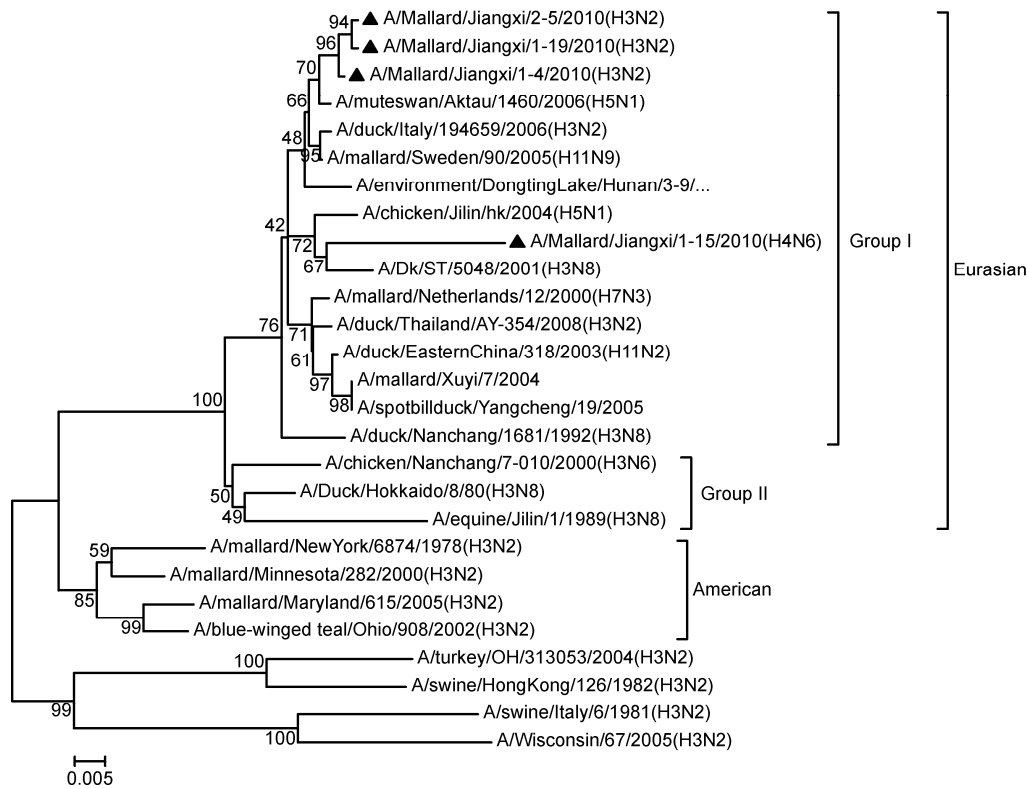 94 ▲ A/Mallard/Jiangxi/2-5/2010(H3N2)
96 ▲ A/Mallard/Jiangxi/1-19/2010(H3N2)
70 ▲ A/Mallard/Jiangxi/1-4/2010(H3N2)
66 A/muteswan/Aktau/1460/2006(H5N1)
48 A/duck/Italy/194659/2006(H3N2)
95 A/mallard/Sweden/90/2005(H11N9)
A/environment/DongtingLake/Hunan/3-9/...
42 A/chicken/Jilin/hk/2004(H5N1)
72 ▲ A/Mallard/Jiangxi/1-15/2010(H4N6) Group I
67 A/Dk/ST/5048/2001(H3N8) Eurasian
A/mallard/Netherlands/12/2000(H7N3)
76 71 A/duck/Thailand/AY-354/2008(H3N2)
61 A/duck/EasternChina/318/2003(H11N2)
97 A/mallard/Xuyi/7/2004
100 98 A/spotbillduck/Yangcheng/19/2005
A/duck/Nanchang/1681/1992(H3N8)
A/chicken/Nanchang/7-010/2000(H3N6)
50 A/Duck/Hokkaido/8/80(H3N8) Group II
49 A/equine/Jilin/1/1989(H3N8)
59 A/mallard/NewYork/6874/1978(H3N2)
A/mallard/Minnesota/282/2000(H3N2)
American
85 A/mallard/Maryland/615/2005(H3N2)
99 A/blue-winged teal/Ohio/908/2002(H3N2)
100 A/turkey/OH/313053/2004(H3N2)
A/swine/HongKong/126/1982(H3N2)
99 A/swine/Italy/6/1981(H3N2)
100 A/Wisconsin/67/2005(H3N2)
0.005